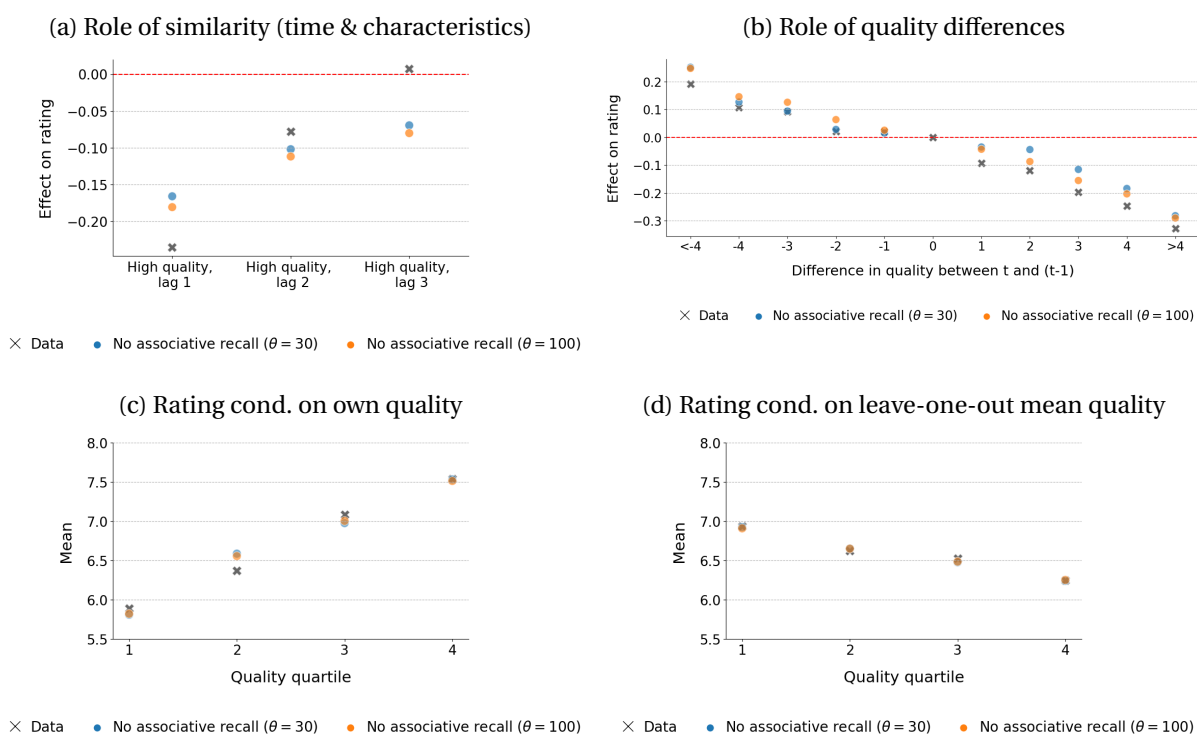 (a) Role of similarity (time & characteristics)
Effect on rating
0.00
−0.05
−0.10
−0.15
−0.20
High quality, lag 1
High quality, lag 2
High quality, lag 3
Data
No associative recall (θ = 30)
No associative recall (θ = 100)
(b) Role of quality differences
Effect on rating
0.2
0.1
0.0
−0.1
−0.2
−0.3
<-4 -4 -3 -2 -1 0 1 2 3 4 >4
Difference in quality between t and (t-1)
Data
No associative recall (θ = 30)
No associative recall (θ = 100)
(c) Rating cond. on own quality
Mean
8.0
7.5
7.0
6.5
6.0
5.5
1 2 3 4
Quality quartile
Data
No associative recall (θ = 30)
No associative recall (θ = 100)
(d) Rating cond. on leave-one-out mean quality
Mean
8.0
7.5
7.0
6.5
6.0
5.5
1 2 3 4
Quality quartile
Data
No associative recall (θ = 30)
No associative recall (θ = 100)